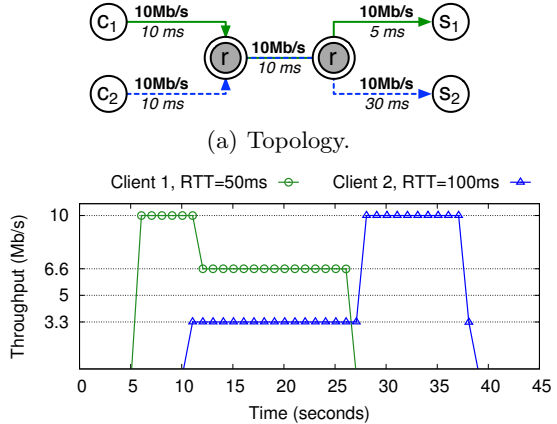 C1 10Mb/s 10 ms
10Mb/s 5 ms S1
r 10Mb/s 10 ms r
C2 10Mb/s 10 ms
10Mb/s 30 ms S2
(a) Topology.
Client 1, RTT=50ms Client 2, RTT=100ms
Throughput (Mb/s)
10
6.6
5
3.3
0 5 10 15 20 25 30 35 40 45
Time (seconds)